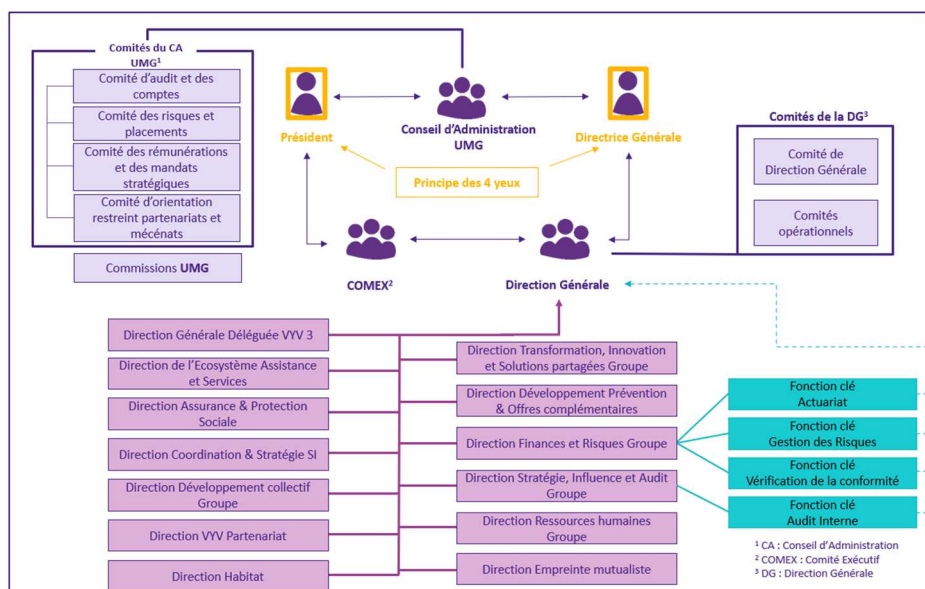 Comités du CA
UMG¹
Comité d'audit et des
comptes
Comité des risques et
placements
Comité des rémunérations
et des mandats
stratégiques
Comité d'orientation
restreint partenariats et
mécénats
Commissions UMG
Président
Conseil d'Administration
UMG
Directrice Générale
Principe des 4 yeux
COMEX²
Direction Générale
Comités de la DG³
Comité de
Direction Générale
Comités
opérationnels
Direction Générale Déléguée VYV 3
Direction de l'Ecosystème Assistance
et Services
Direction Assurance & Protection
Sociale
Direction Coordination & Stratégie SI
Direction Développement collectif
Groupe
Direction VYV Partenariat
Direction Habitat
Direction Transformation, Innovation
et Solutions partagées Groupe
Direction Développement Prévention
& Offres complémentaires
Direction Finances et Risques Groupe
Direction Stratégie, Influence et Audit
Groupe
Direction Ressources humaines
Groupe
Direction Empreinte mutualiste
Fonction clé
Actuariat
Fonction clé
Gestion des Risques
Fonction clé
Vérification de la conformité
Fonction clé
Audit Interne
¹ CA : Conseil d'Administration
² COMEX : Comité Exécutif
³ DG : Direction Générale